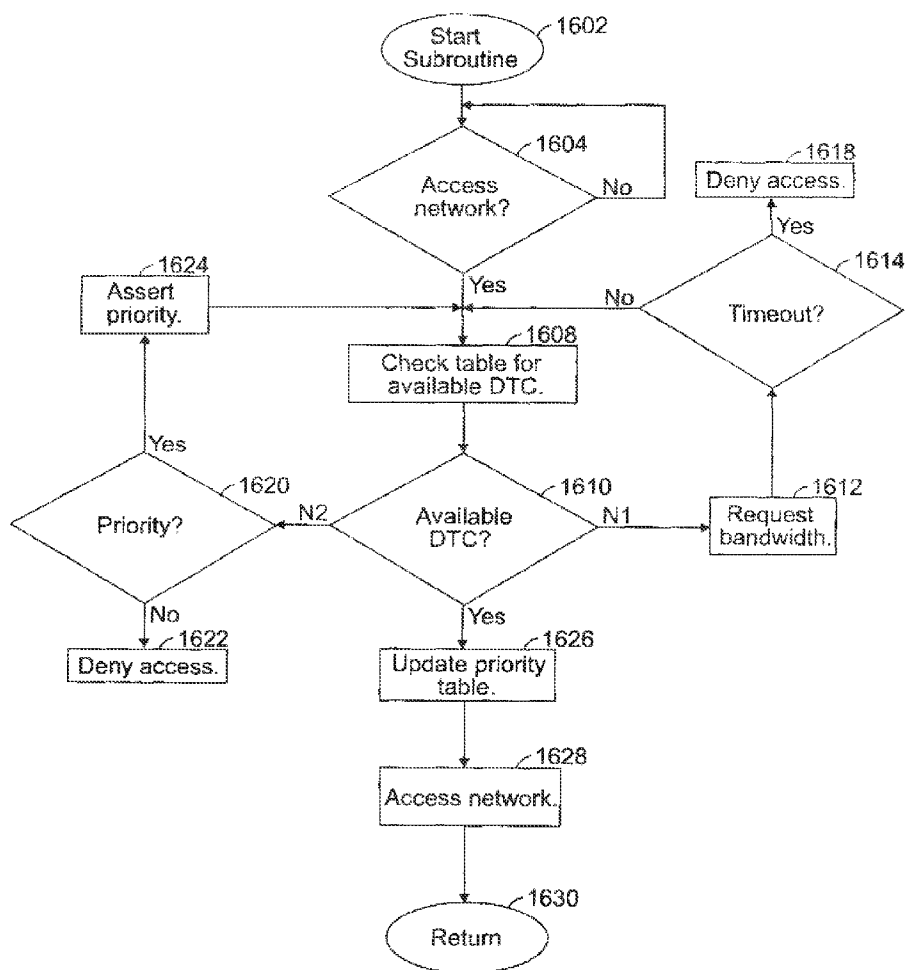 Start
Subroutine
1602
Access
network?
1604
No
Yes
Deny access.
1618
Yes
Timeout?
1614
No
Assert
priority.
1624
Check table for
available DTC.
1608
Yes
Priority?
1620
N2
Available
DTC?
1610
N1
Request
bandwidth.
1612
No
Deny access.
1622
Yes
Update priority
table.
1626
Access network.
1628
Return
1630